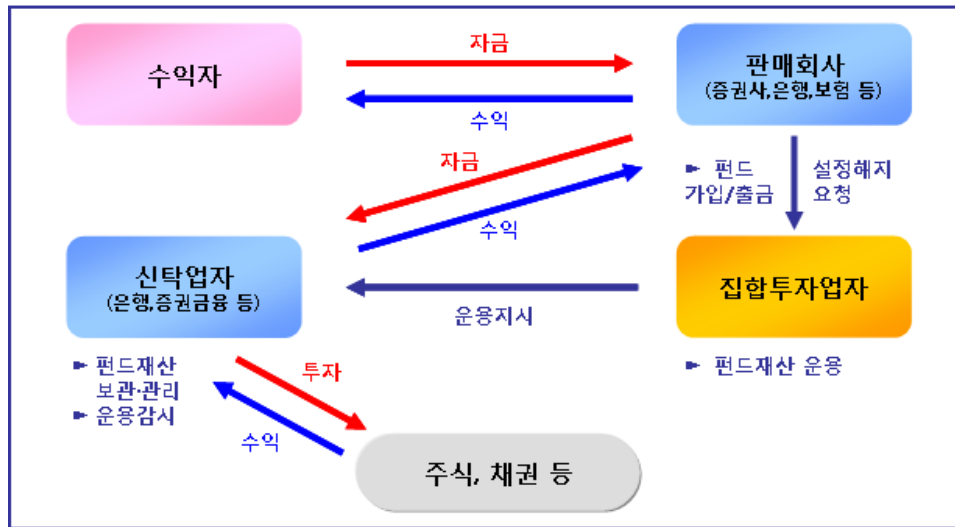 수익자
자금
수익
판매회사
(증권사,은행,보험 등)
자금
수익
► 펀드
가입/출금
설정해지
요청
신탁업자
(은행,증권금융 등)
운용지시
집합투자업자
► 펀드재산
보관·관리
► 운용감시
투자
수익
► 펀드재산 운용
주식, 채권 등